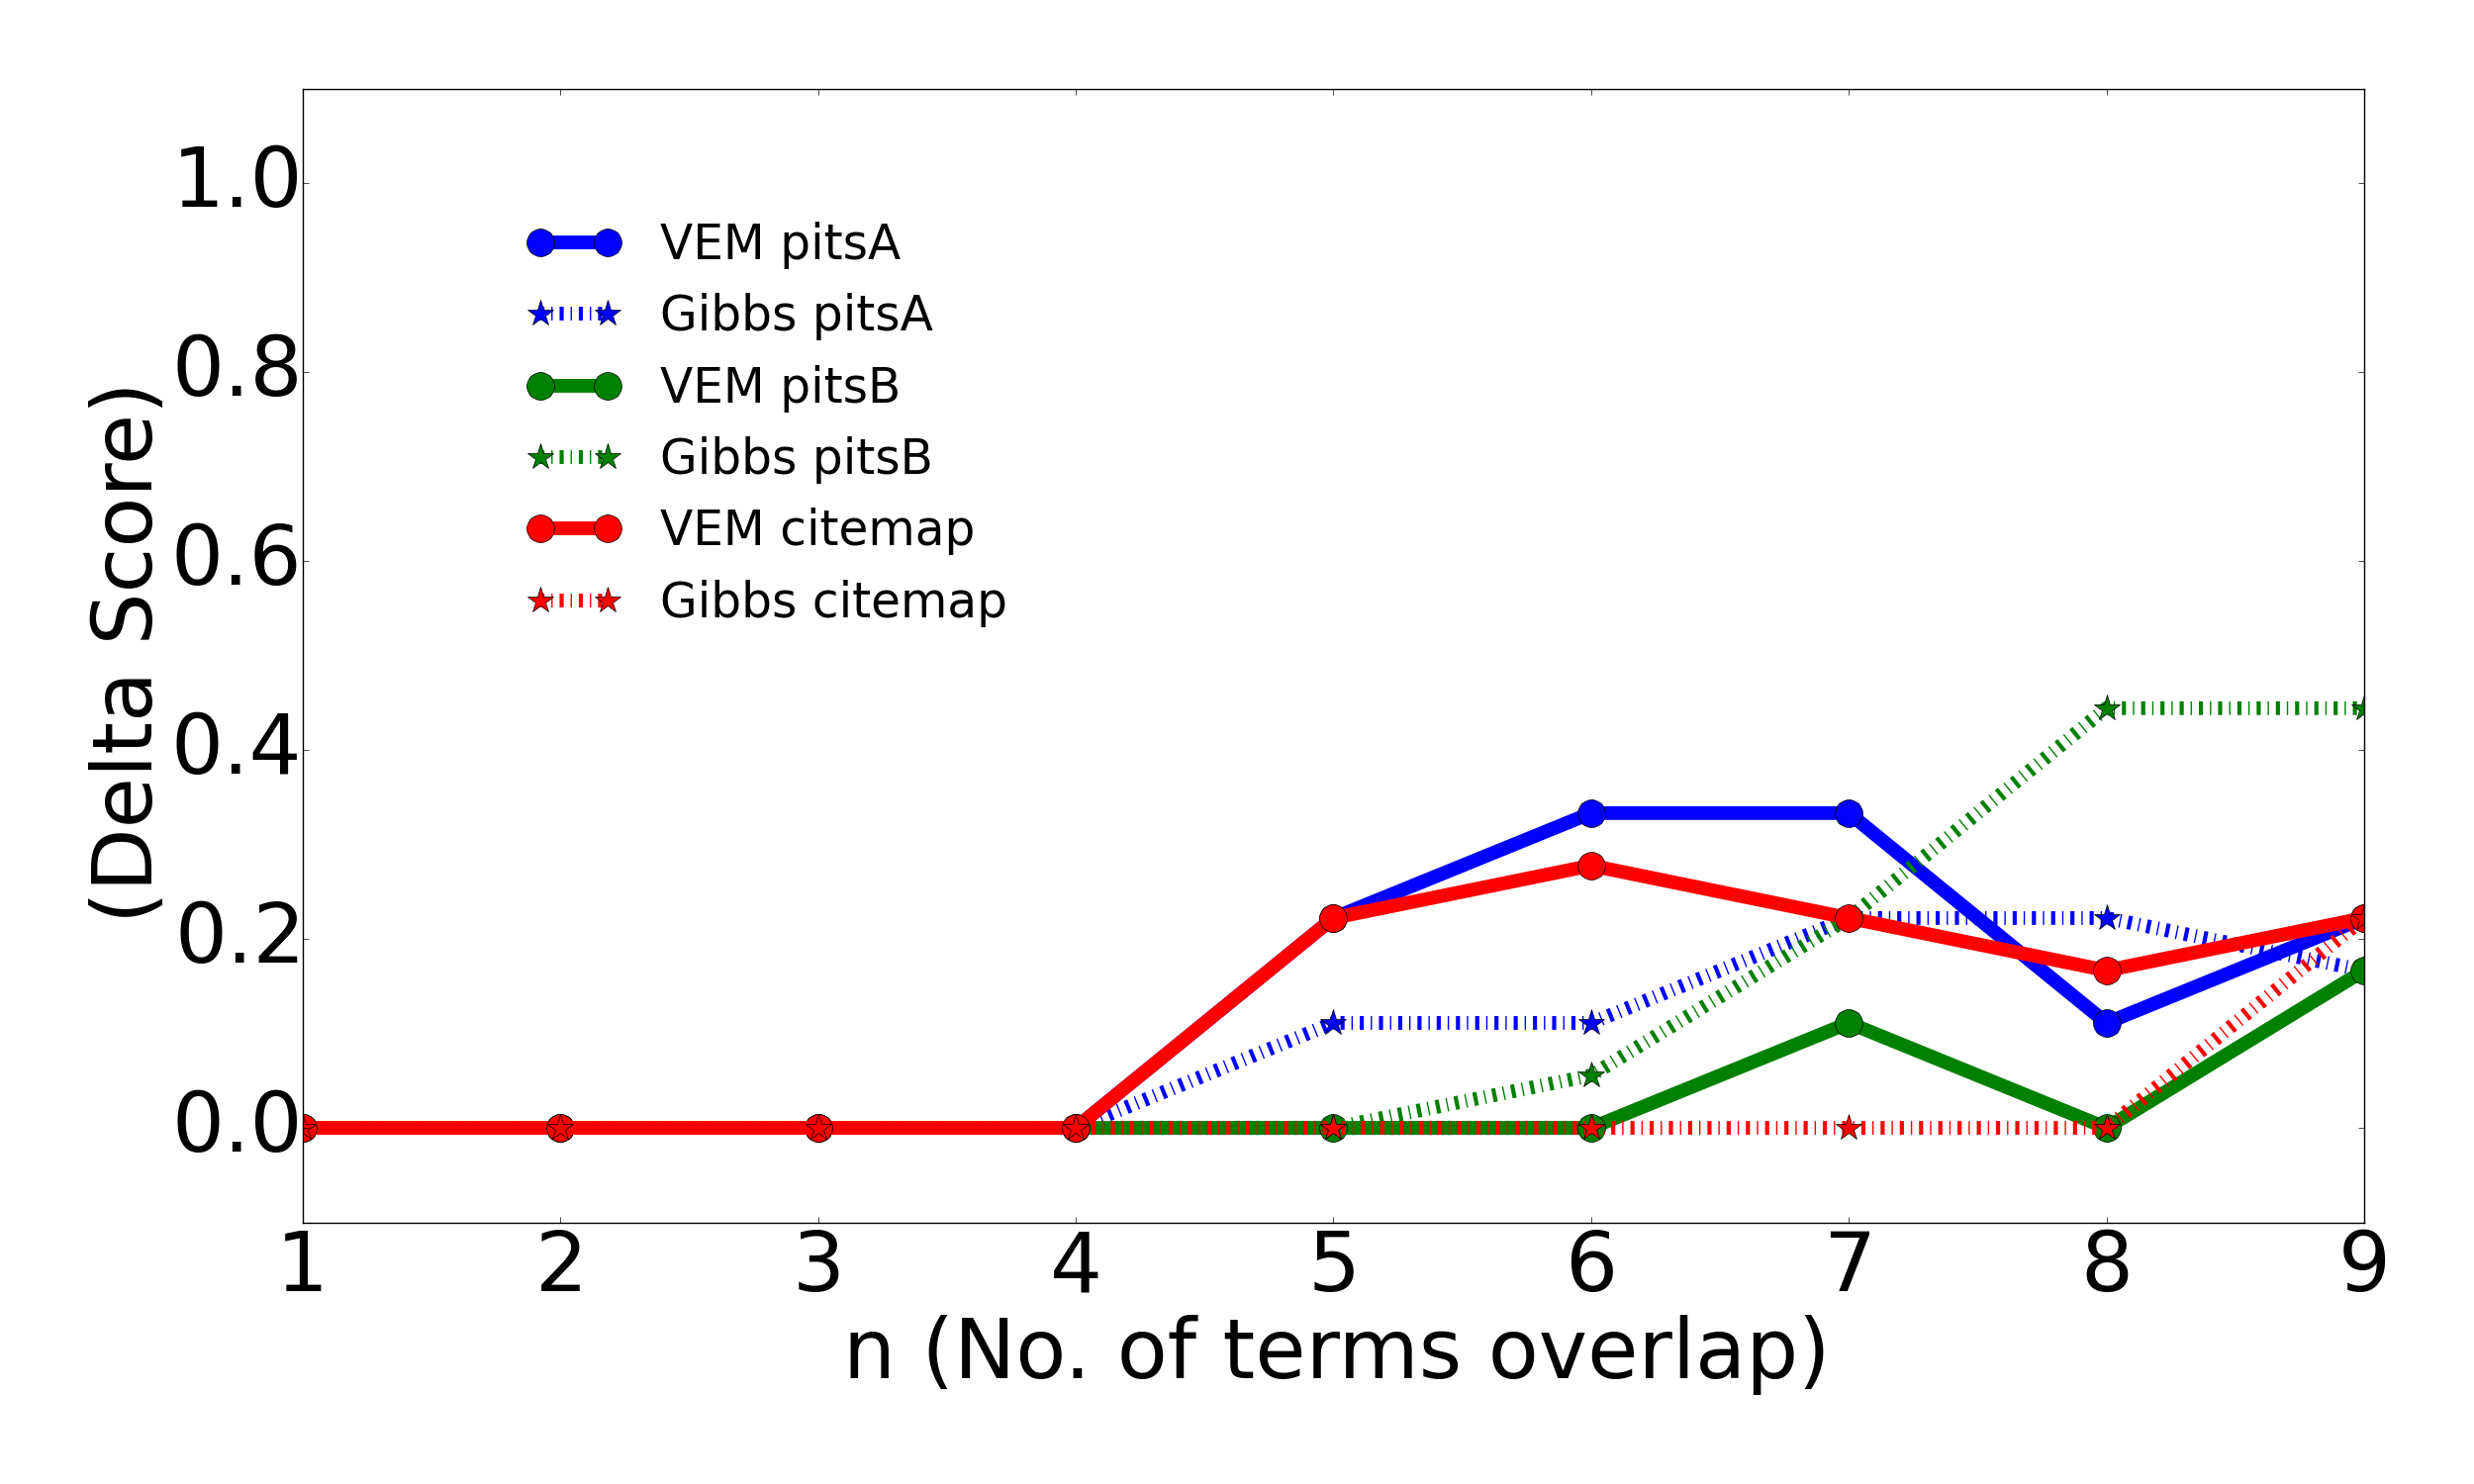 (Delta Score)
1.0
0.8
0.6
0.4
0.2
0.0
VEM pitsA
Gibbs pitsA
VEM pitsB
Gibbs pitsB
VEM citemap
Gibbs citemap
1 2 3 4 5 6 7 8 9
n (No. of terms overlap)